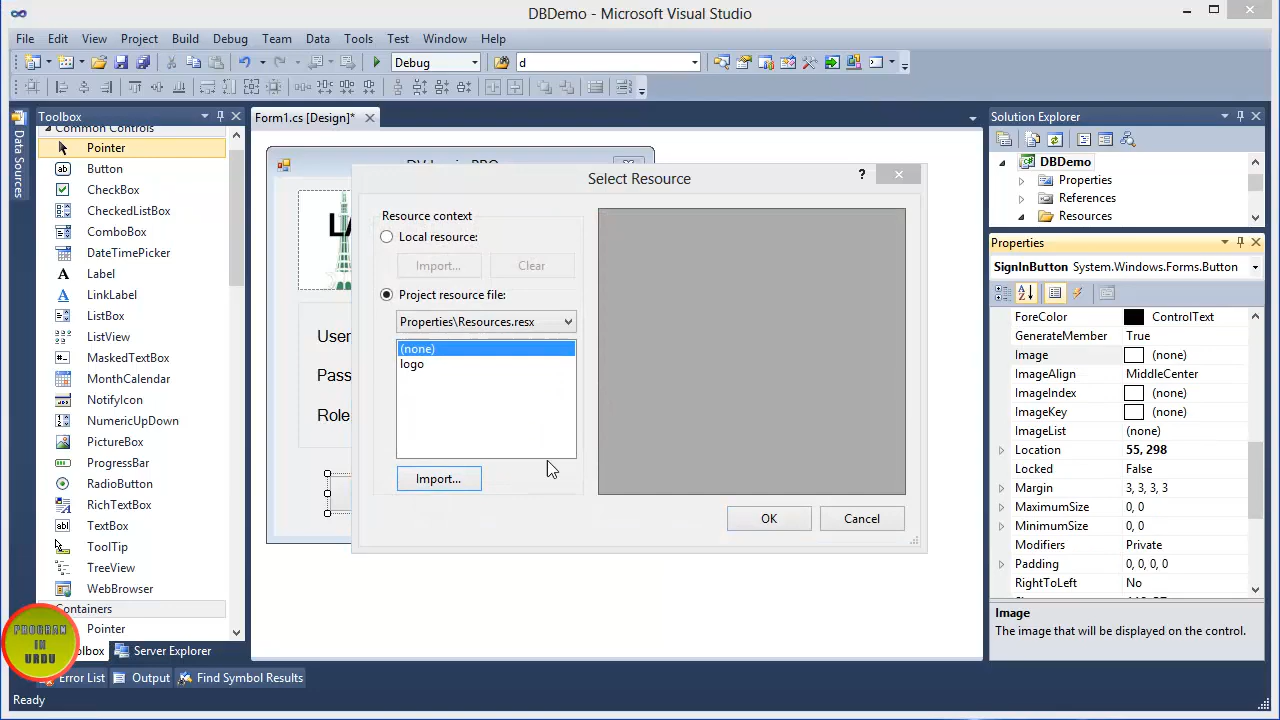 DBDemo - Microsoft Visual Studio
File Edit View Project Build Debug Team Data Tools Test Window Help
Debug d
Toolbox
Form1.cs [Design]*
Solution Explorer
Data Sources
Common Controls
Pointer
Button
CheckBox
CheckedListBox
ComboBox
DateTimePicker
Label
LinkLabel
ListBox
ListView
MaskedTextBox
MonthCalendar
NotifyIcon
NumericUpDown
PictureBox
ProgressBar
RadioButton
RichTextBox
TextBox
ToolTip
TreeView
WebBrowser
Containers
Pointer
LA
User
Pass
Role
Select Resource
?
Resource context
Local resource:
Import... Clear
Project resource file:
Properties\Resources.resx
(none)
logo
Import...
OK Cancel
DBDemo
Properties
References
Resources
Properties
SignInButton System.Windows.Forms.Button
ForeColor ControlText
GenerateMember True
Image (none)
ImageAlign MiddleCenter
ImageIndex (none)
ImageKey (none)
ImageList (none)
Location 55, 298
Locked False
Margin 3, 3, 3, 3
MaximumSize 0, 0
MinimumSize 0, 0
Modifiers Private
Padding 0, 0, 0, 0
RightToLeft No
Image
The image that will be displayed on the control.
PROGRAM
IN
URDU
oolbox Server Explorer
Error List Output Find Symbol Results
Ready